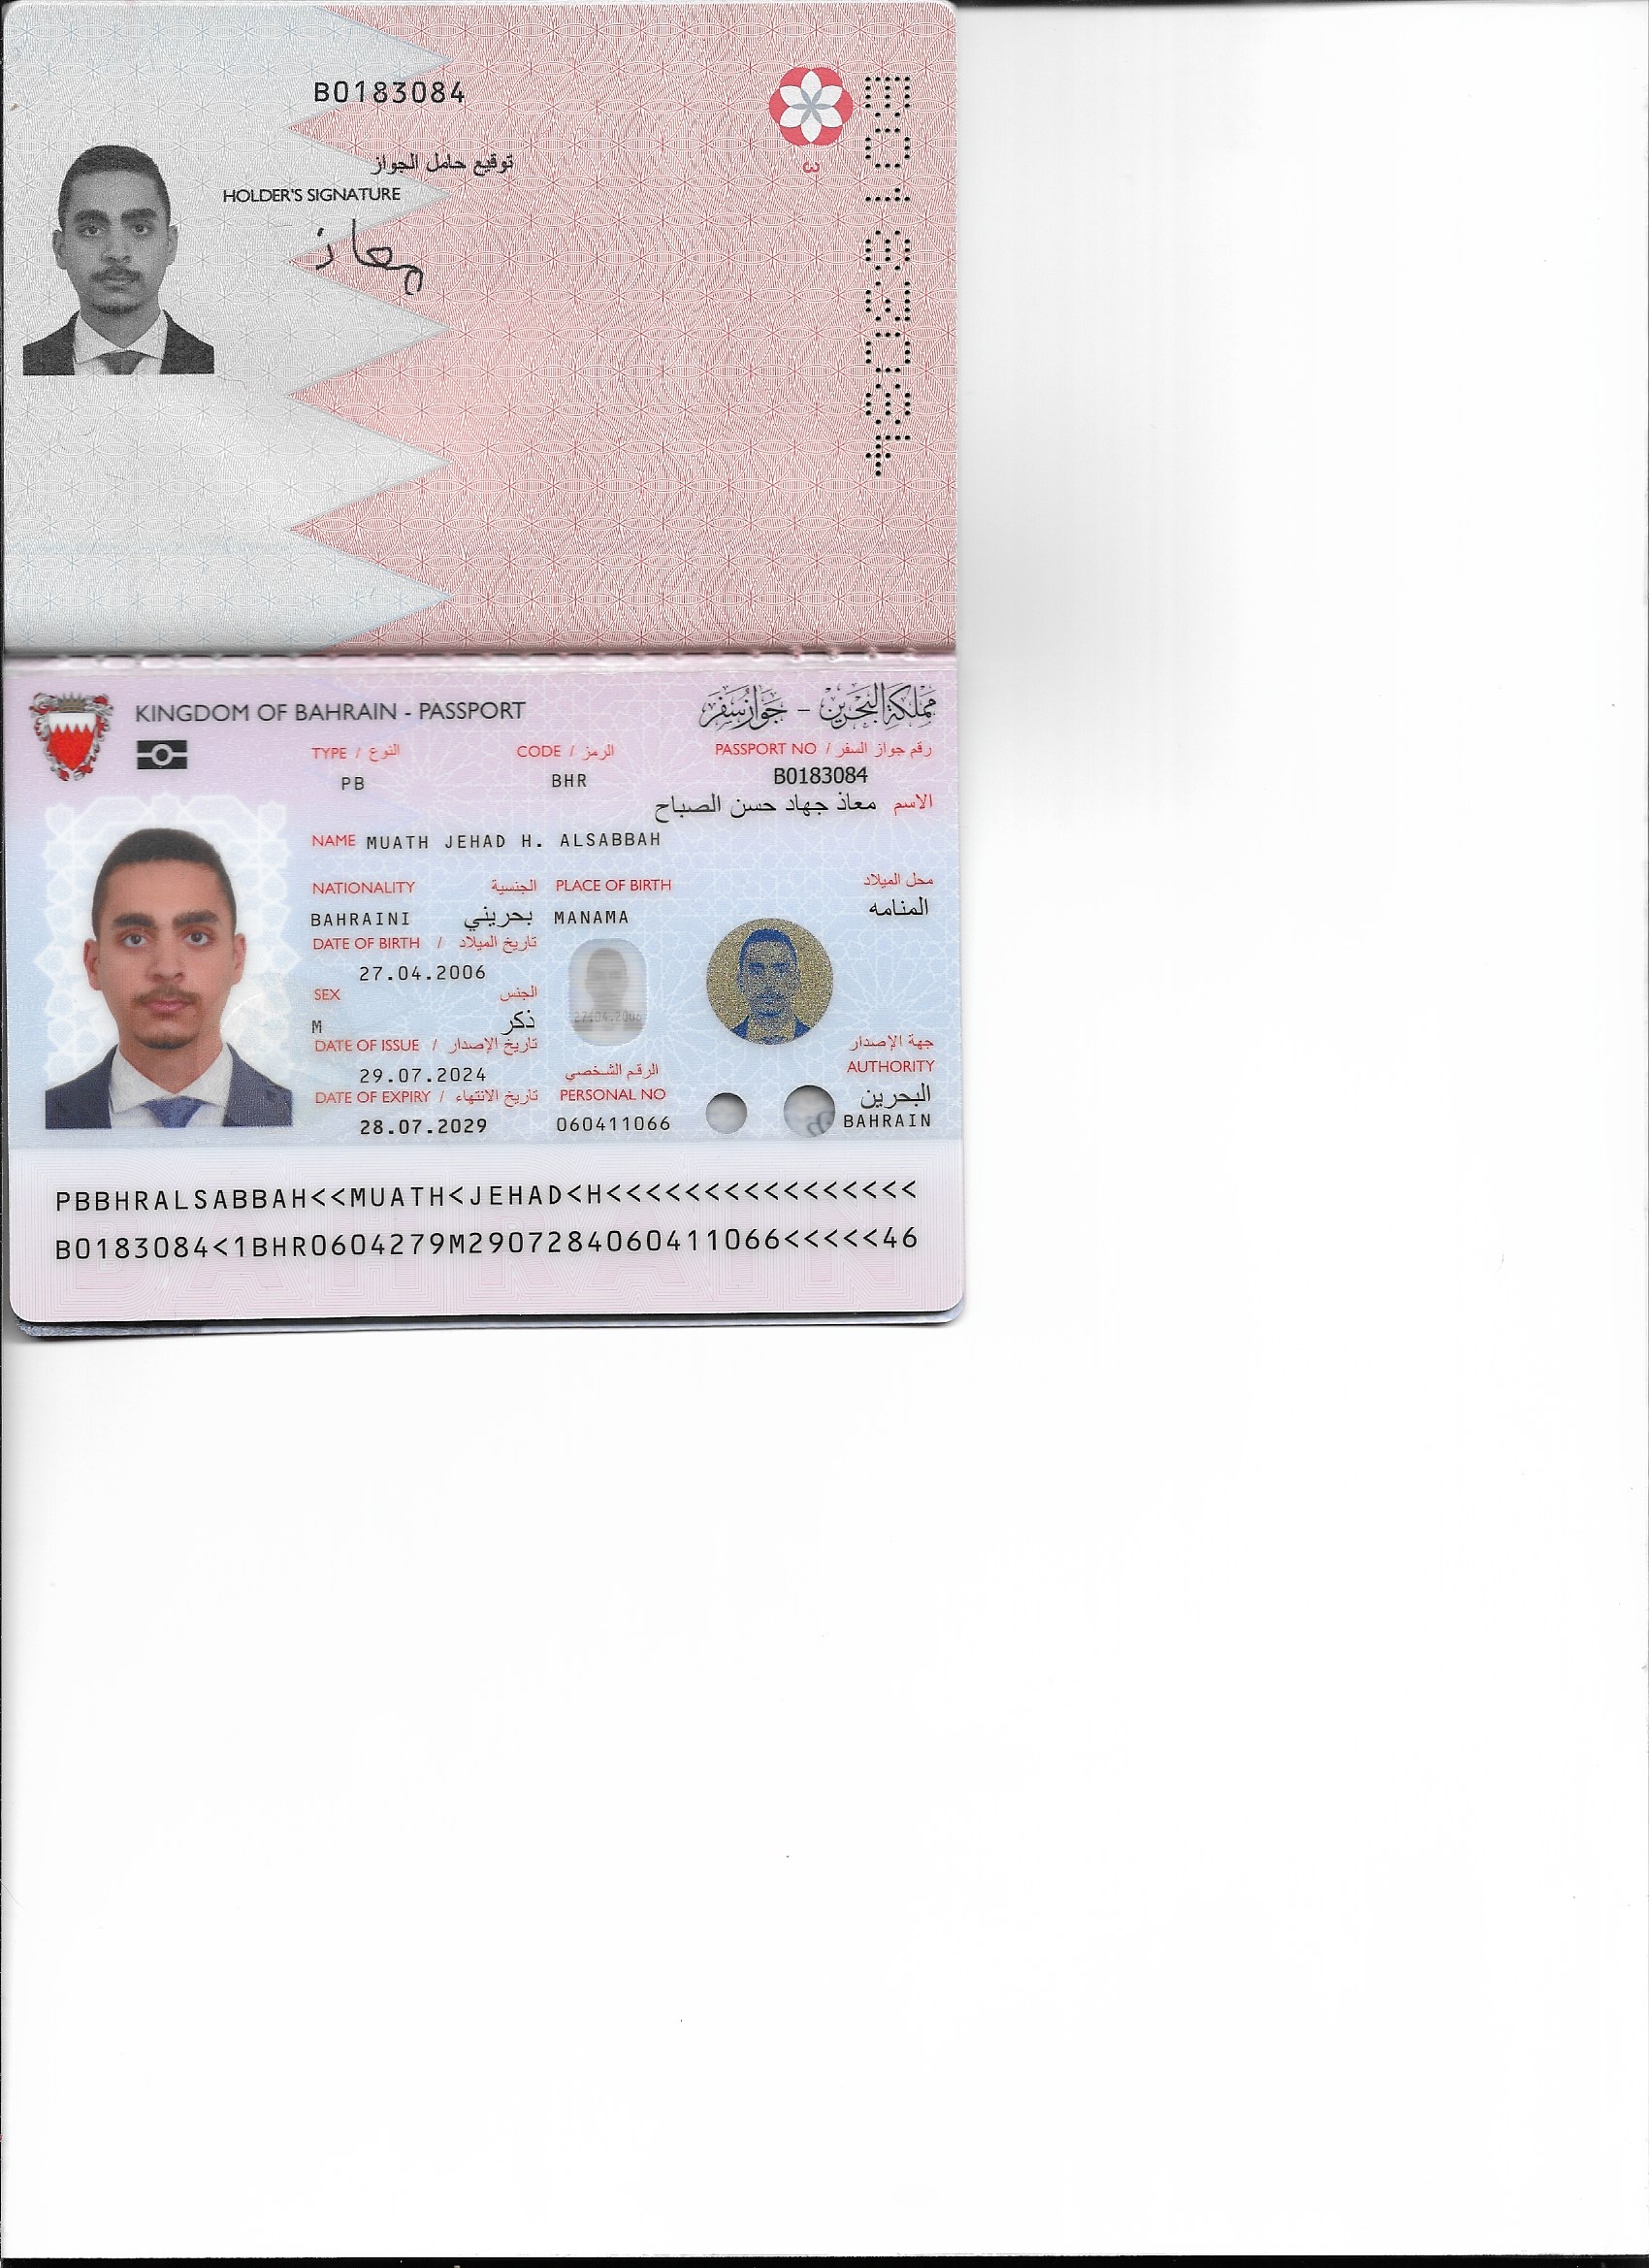 B0183084
B0183084
3
توقيع حامل الجواز
HOLDER'S SIGNATURE
معاذ
KINGDOM OF BAHRAIN - PASSPORT
مملكة البحرين - جواز سفر
TYPE / النوع
CODE / الرمز
PASSPORT NO / رقم جواز السفر
PB
BHR
B0183084
الاسم معاذ جهاد حسن الصباح
NAME MUATH JEHAD H. ALSABBAH
NATIONALITY الجنسية
PLACE OF BIRTH محل الميلاد
BAHRAINI بحريني
MANAMA المنامه
DATE OF BIRTH / تاريخ الميلاد
27.04.2006
SEX الجنس
27.04.2006
M ذكر
DATE OF ISSUE / تاريخ الإصدار
جهة الإصدار
AUTHORITY
29.07.2024
الرقم الشخصي
DATE OF EXPIRY / تاريخ الانتهاء
PERSONAL NO
البحرين
28.07.2029
060411066
BAHRAIN
PBBHRALSABBAH<<MUATH<JEHAD<H<<<<<<<<<<<<<<<<
B0183084<1BHR0604279M2907284060411066<<<<<46
BAHRAIN